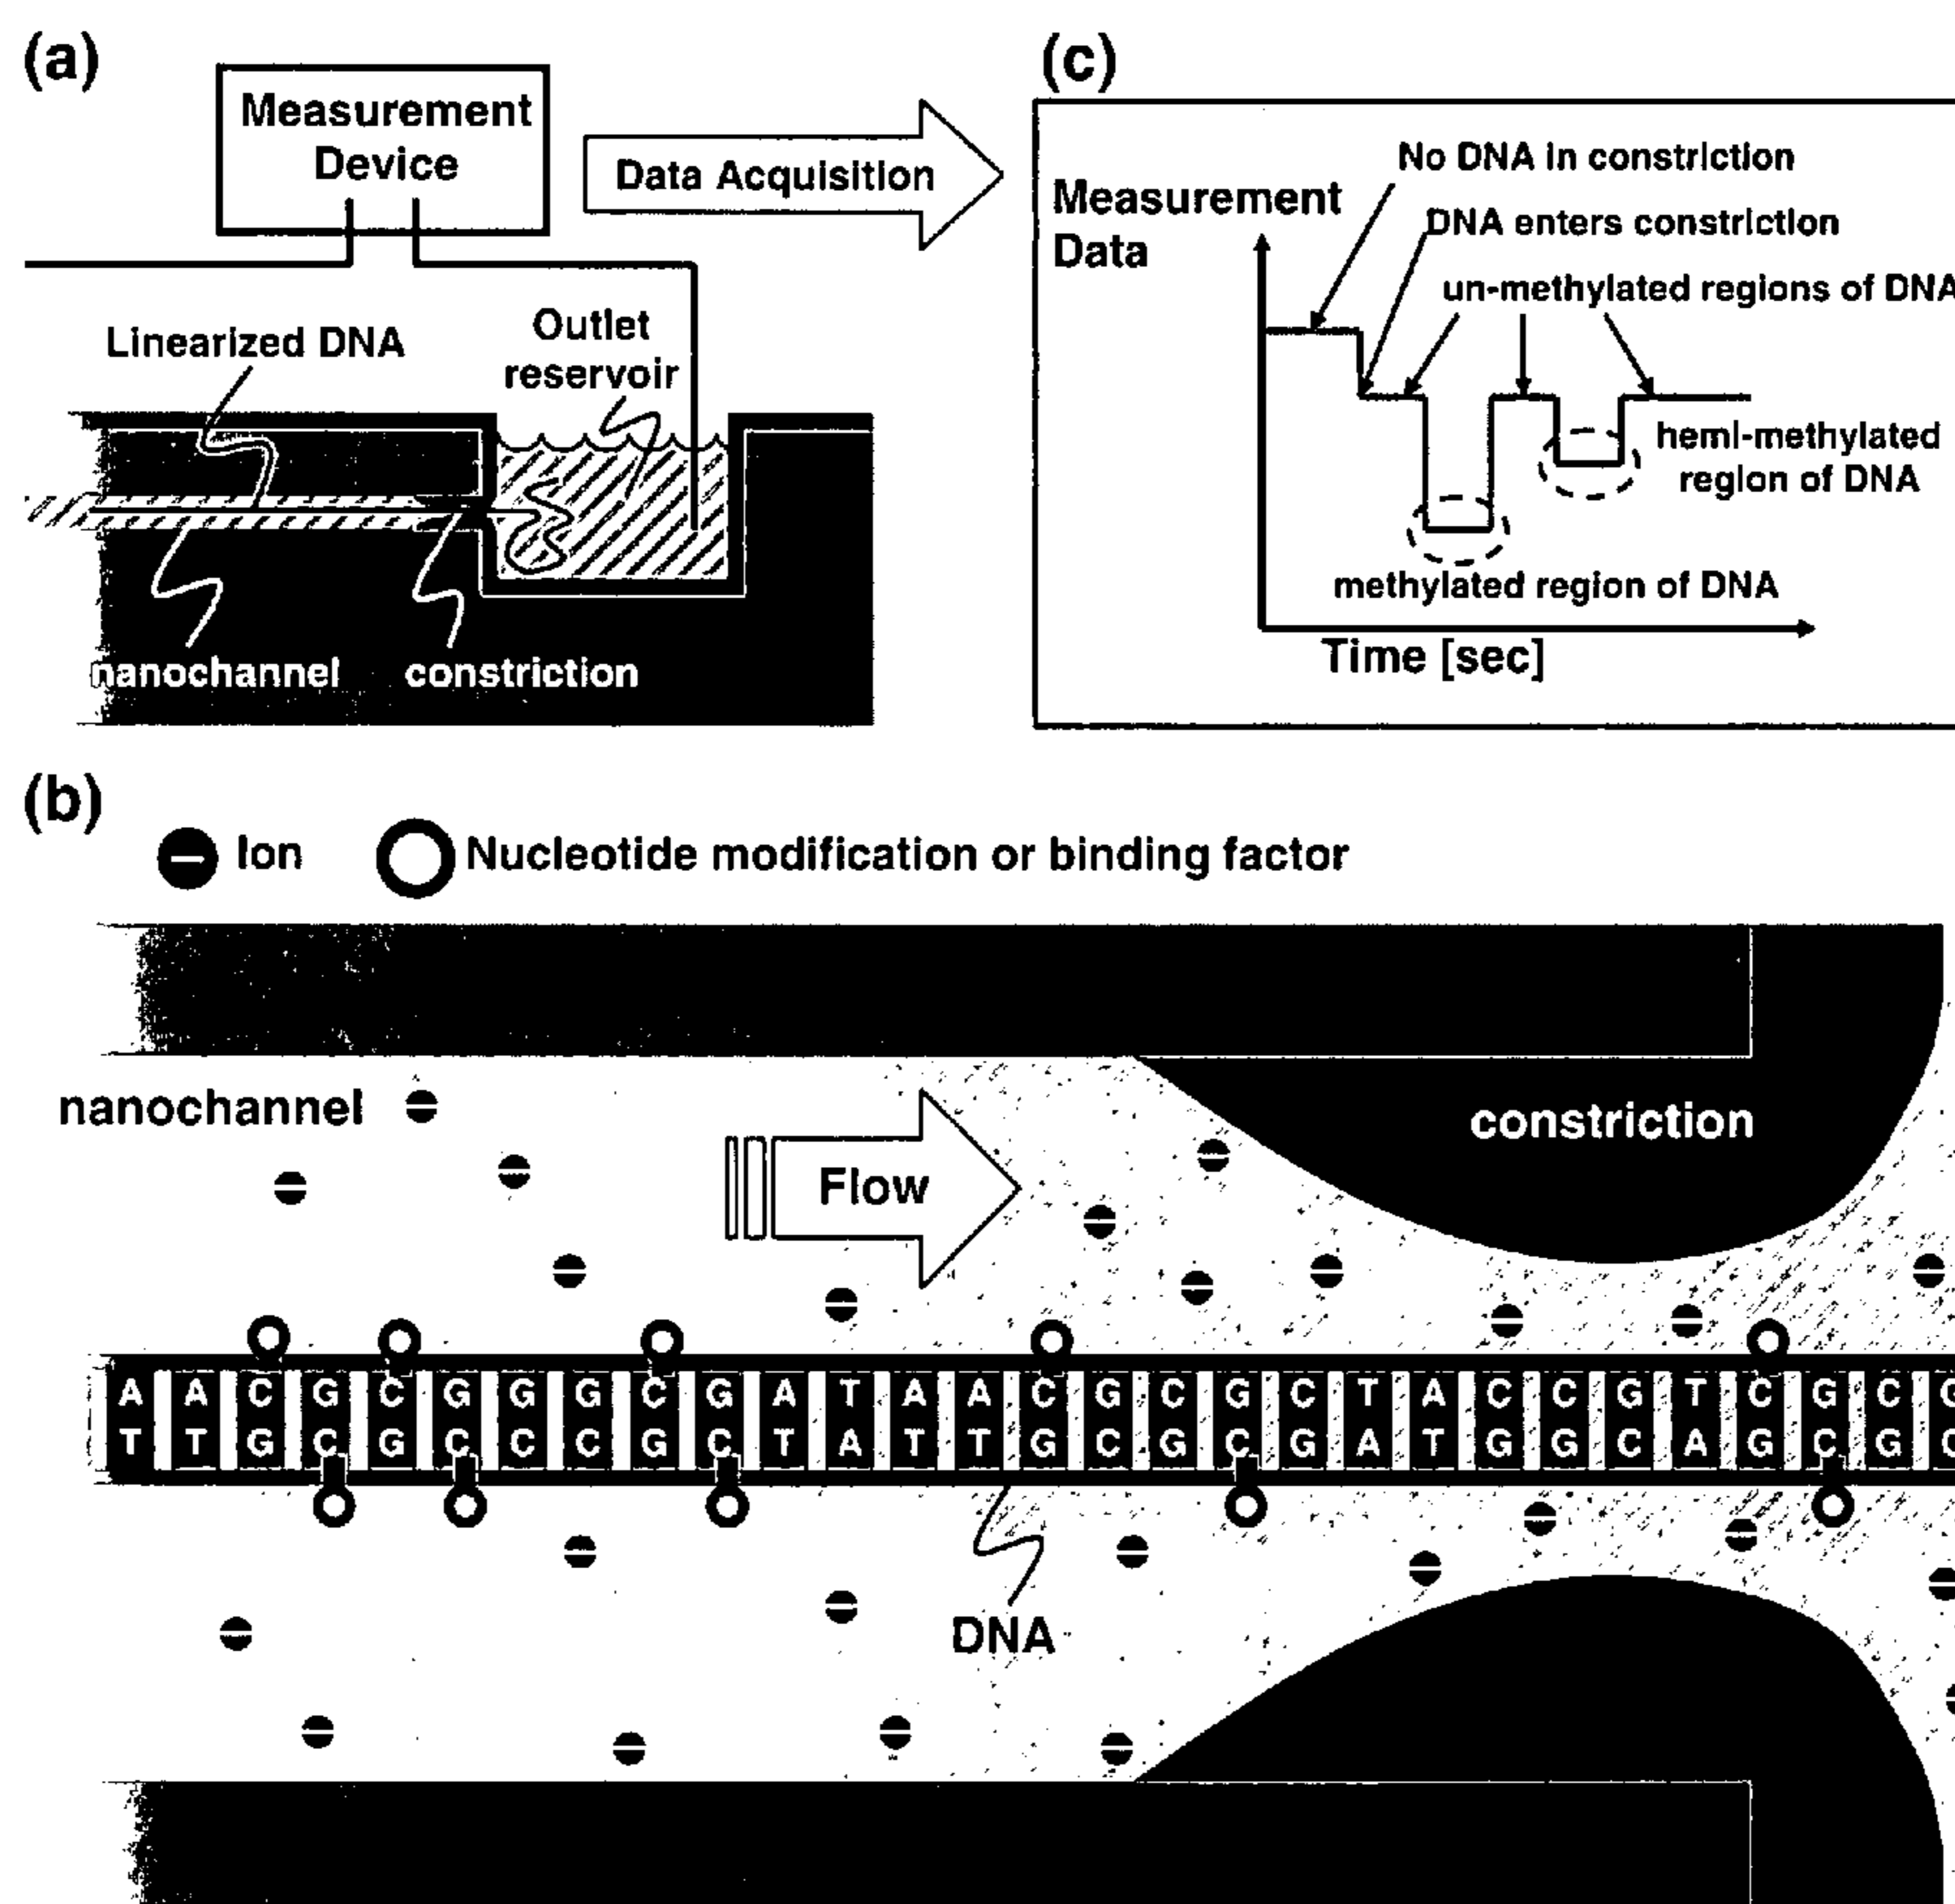 (a)
Measurement
Device
Data Acquisition
Linearized DNA
Outlet
reservoir
nanochannel
constriction
(c)
Measurement
Data
No DNA in constriction
DNA enters constriction
un-methylated regions of DNA
hemi-methylated
region of DNA
methylated region of DNA
Time [sec]
(b)
Ion
Nucleotide modification or binding factor
nanochannel
Flow
constriction
A A C G C G G G C G A T A A C G C G C T A C C G T C G C G
T T G C G C C C G C T A T T G C G C G A T G G C A G C G C
DNA